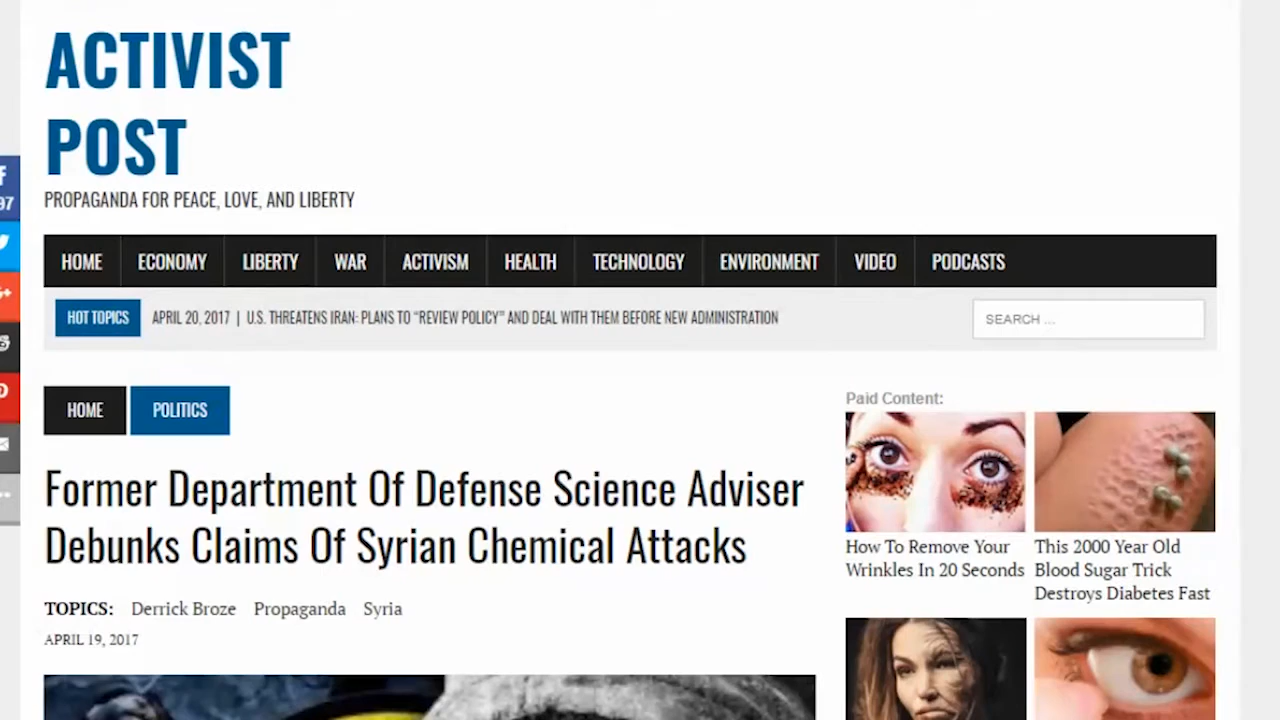 ACTIVIST
POST
PROPAGANDA FOR PEACE, LOVE, AND LIBERTY
97
HOME ECONOMY LIBERTY WAR ACTIVISM HEALTH TECHNOLOGY ENVIRONMENT VIDEO PODCASTS
HOT TOPICS APRIL 20, 2017 | U.S. THREATENS IRAN: PLANS TO “REVIEW POLICY” AND DEAL WITH THEM BEFORE NEW ADMINISTRATION SEARCH ...
HOME POLITICS
Former Department Of Defense Science Adviser
Debunks Claims Of Syrian Chemical Attacks
TOPICS: Derrick Broze Propaganda Syria
APRIL 19, 2017
Paid Content:
How To Remove Your
Wrinkles In 20 Seconds
This 2000 Year Old
Blood Sugar Trick
Destroys Diabetes Fast